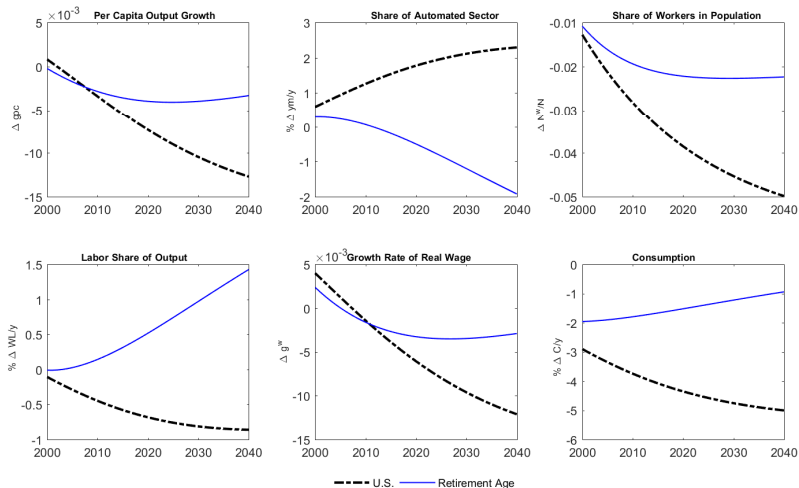 Per Capita Output Growth
×10⁻³
5
0
-5
-10
-15
Δ gpc
2000 2010 2020 2030 2040
Share of Automated Sector
3
2
1
0
-1
-2
% Δ ym/y
2000 2010 2020 2030 2040
Share of Workers in Population
-0.01
-0.02
-0.03
-0.04
-0.05
Δ Nʷ/N
2000 2010 2020 2030 2040
Labor Share of Output
1.5
1
0.5
0
-0.5
-1
% Δ WL/y
2000 2010 2020 2030 2040
×10⁻³ Growth Rate of Real Wage
5
0
-5
-10
-15
Δ gʷ
2000 2010 2020 2030 2040
Consumption
0
-1
-2
-3
-4
-5
-6
% Δ C/y
2000 2010 2020 2030 2040
U.S. Retirement Age